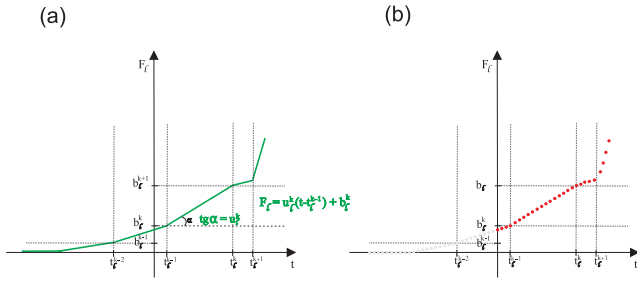 (a)
(b)
F_ℓ
F_ℓ
b_ℓ^{k+1}
b_ℓ
α tg α = u_ℓ^k
F_ℓ = u_ℓ^k(t-t_ℓ^{k-1}) + b_ℓ^k
b_ℓ^k
b_ℓ^k
b_ℓ^{k-1}
b_ℓ^{k-1}
t_ℓ^{k-2} t_ℓ^{k-1} t_ℓ^k t_ℓ^{k+1} t
t_ℓ^{k-2} t_ℓ^{k-1} t_ℓ^k t_ℓ^{k+1} t